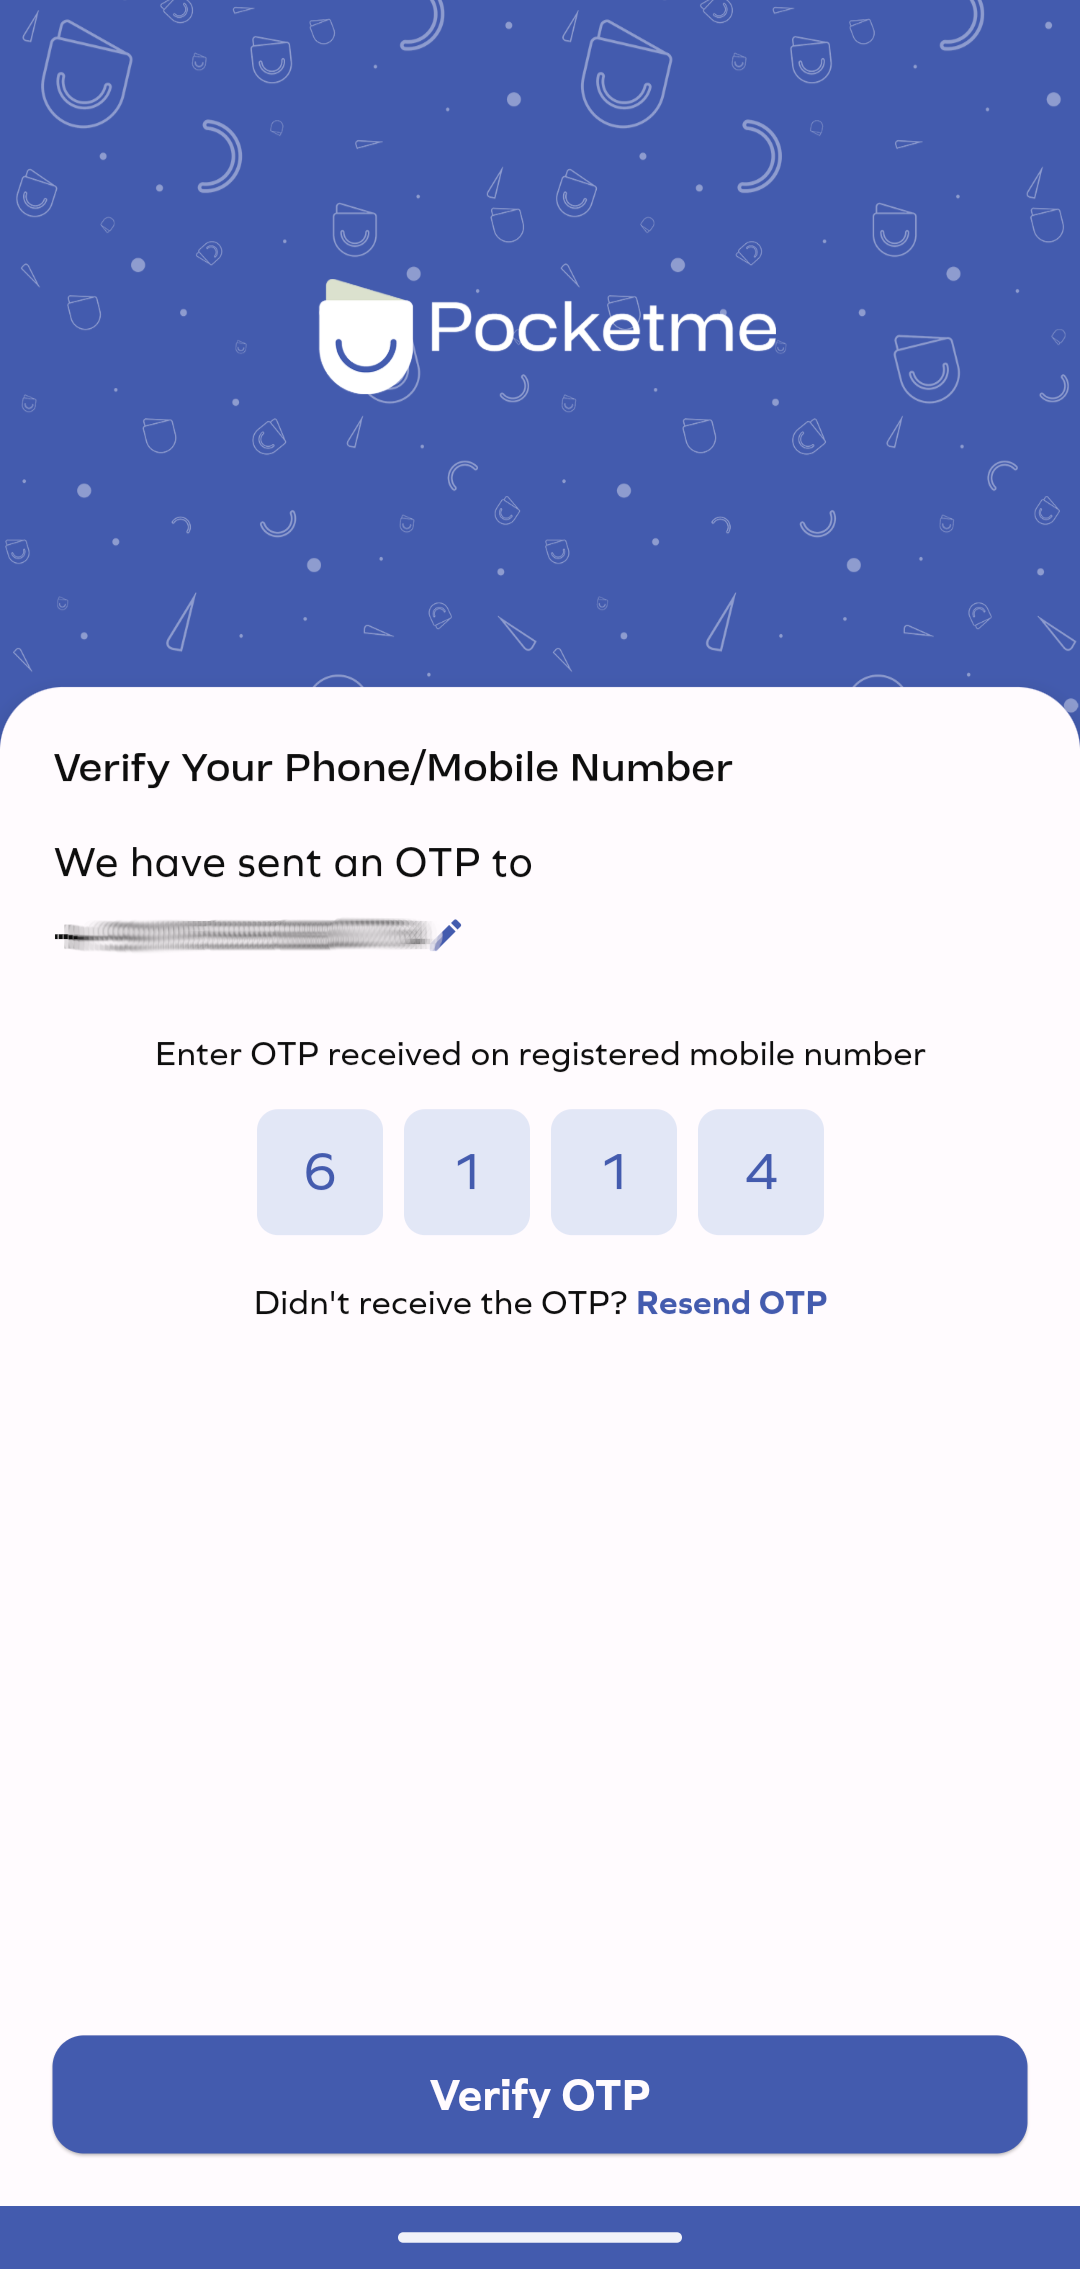 Pocketme
Verify Your Phone/Mobile Number
We have sent an OTP to
Enter OTP received on registered mobile number
6 1 1 4
Didn't receive the OTP? Resend OTP
Verify OTP